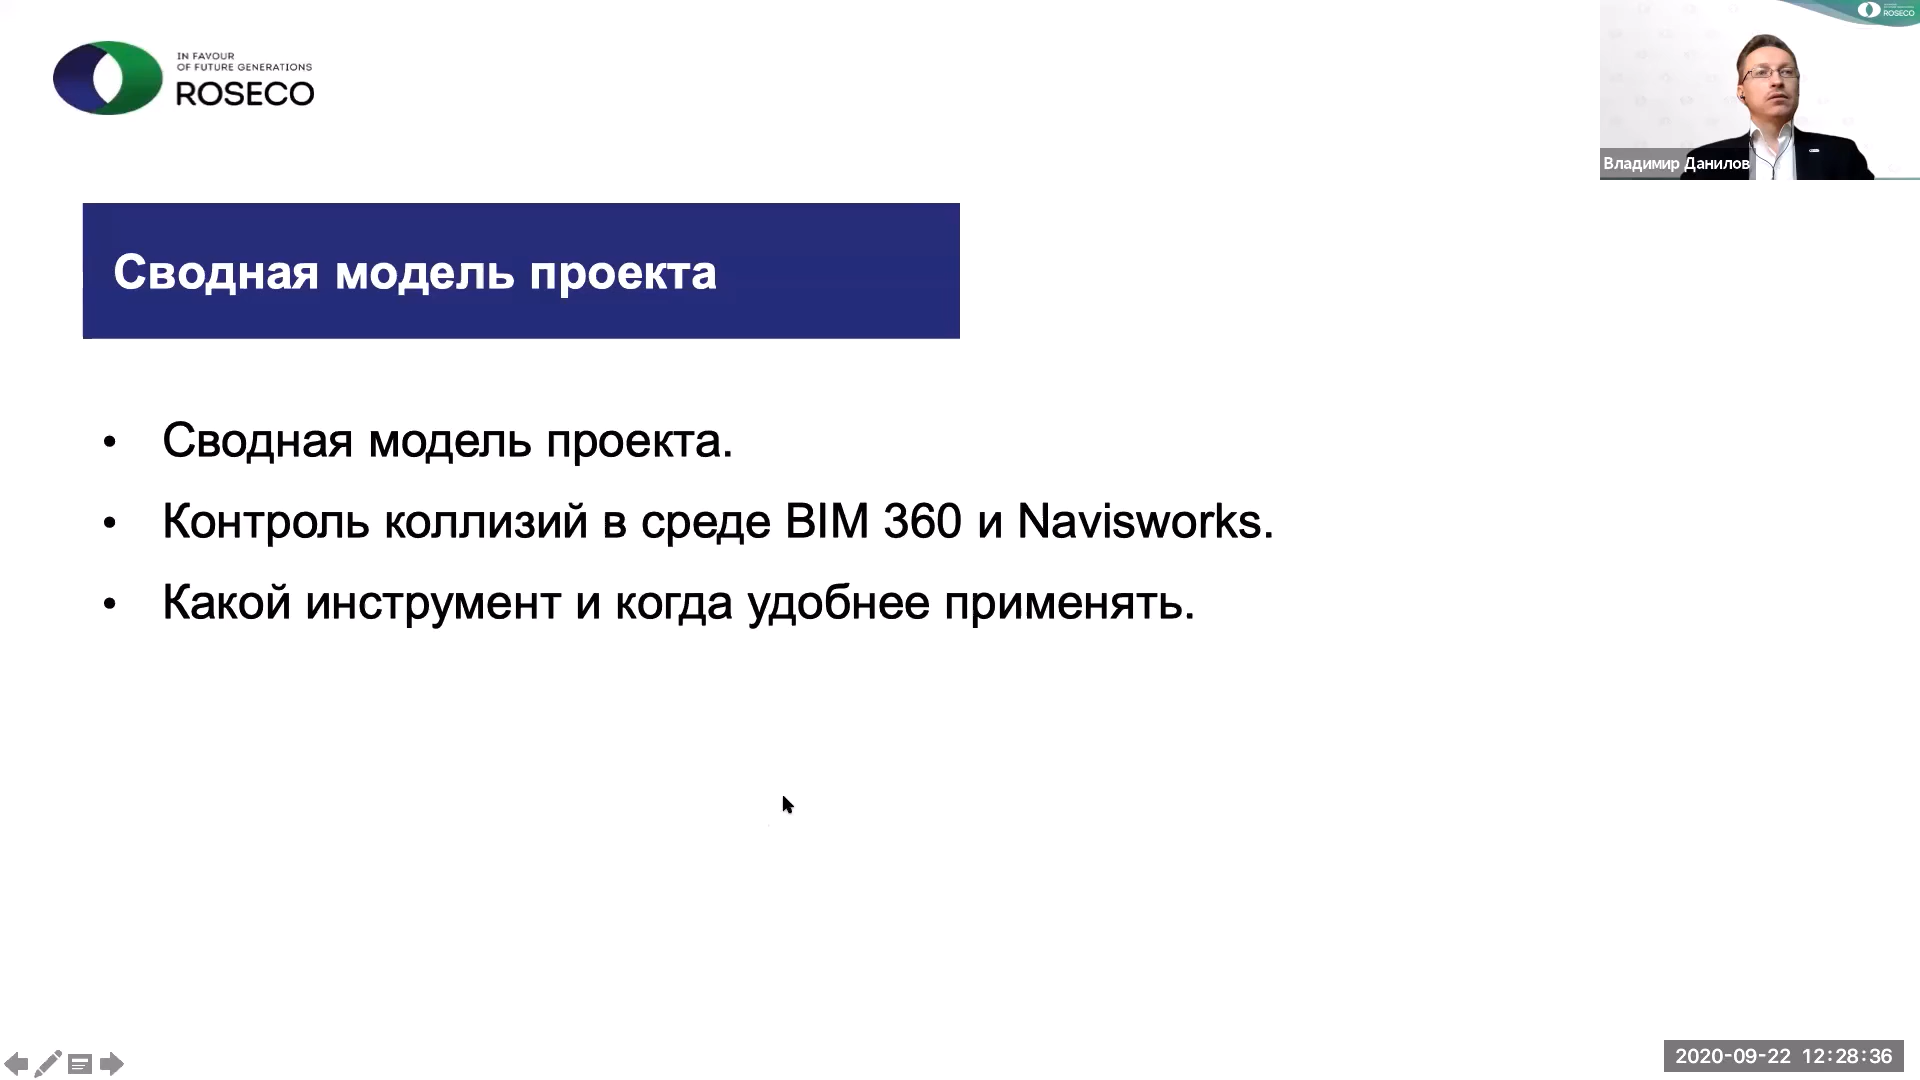 IN FAVOUR
OF FUTURE GENERATIONS
ROSECO
ROSECO
Владимир Данилов
Сводная модель проекта
• Сводная модель проекта.
• Контроль коллизий в среде BIM 360 и Navisworks.
• Какой инструмент и когда удобнее применять.
2020-09-22 12:28:36